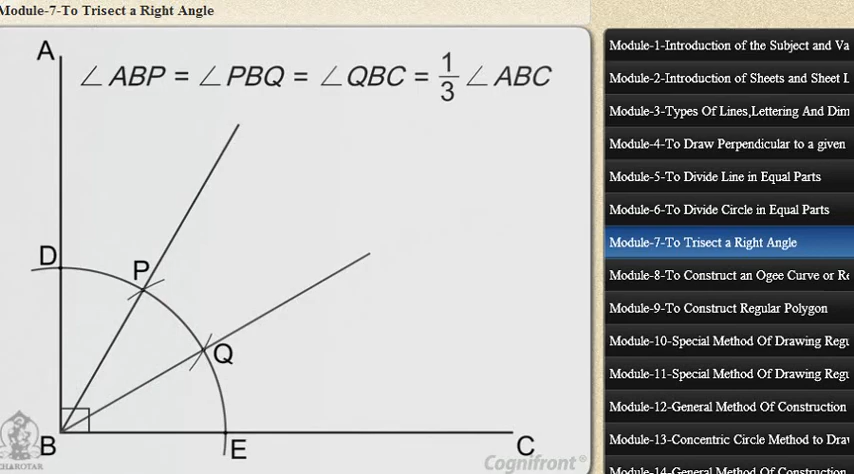 Module-7-To Trisect a Right Angle
A
∠ ABP = ∠ PBQ = ∠ QBC = 1/3 ∠ ABC
D
P
Q
B
E
C
CHAROTAR
Cognifront®
Module-1-Introduction of the Subject and Va
Module-2-Introduction of Sheets and Sheet L
Module-3-Types Of Lines,Lettering And Dim
Module-4-To Draw Perpendicular to a given
Module-5-To Divide Line in Equal Parts
Module-6-To Divide Circle in Equal Parts
Module-7-To Trisect a Right Angle
Module-8-To Construct an Ogee Curve or Re
Module-9-To Construct Regular Polygon
Module-10-Special Method Of Drawing Regu
Module-11-Special Method Of Drawing Regu
Module-12-General Method Of Construction
Module-13-Concentric Circle Method to Draw
Module-14-General Method Of Construction